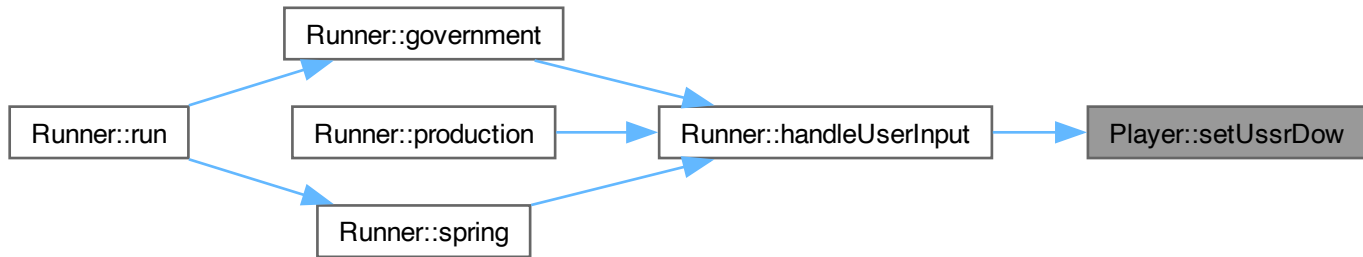 Runner::government
Runner::run
Runner::production
Runner::handleUserInput
Player::setUssrDow
Runner::spring